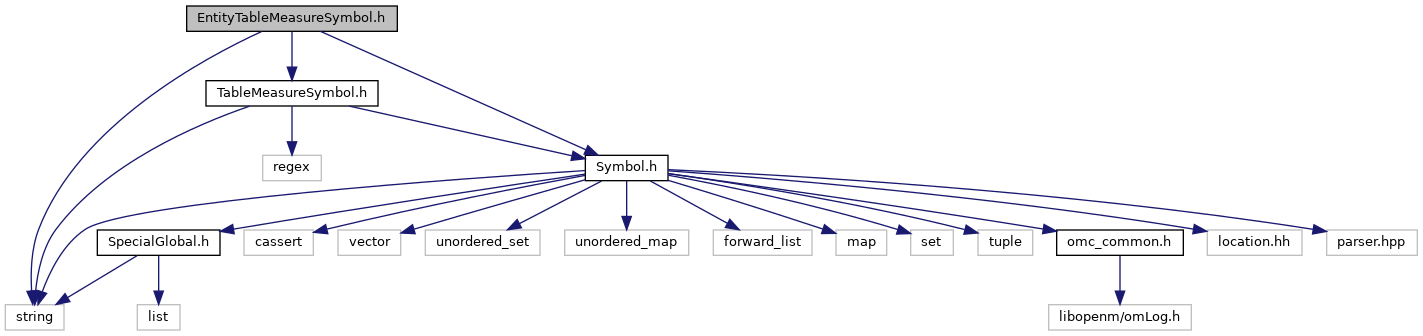 EntityTableMeasureSymbol.h
TableMeasureSymbol.h
regex
Symbol.h
SpecialGlobal.h
cassert
vector
unordered_set
unordered_map
forward_list
map
set
tuple
omc_common.h
location.hh
parser.hpp
string
list
libopenm/omLog.h